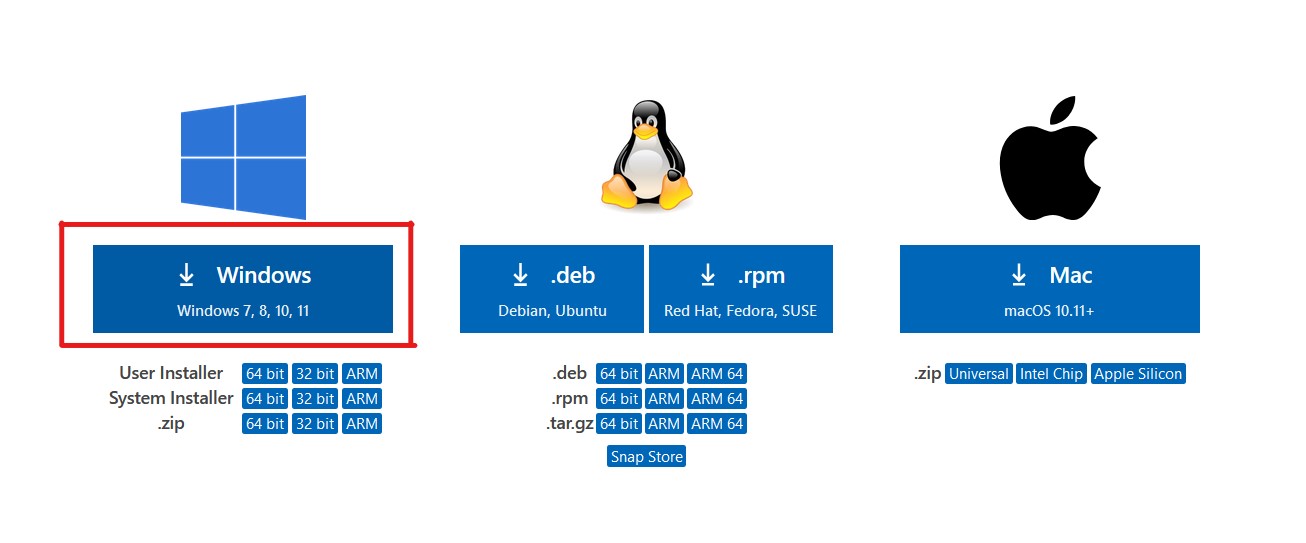 Windows
Windows 7, 8, 10, 11
User Installer 64 bit 32 bit ARM
System Installer 64 bit 32 bit ARM
.zip 64 bit 32 bit ARM
.deb
Debian, Ubuntu
.rpm
Red Hat, Fedora, SUSE
.deb 64 bit ARM ARM 64
.rpm 64 bit ARM ARM 64
.tar.gz 64 bit ARM ARM 64
Snap Store
Mac
macOS 10.11+
.zip Universal Intel Chip Apple Silicon